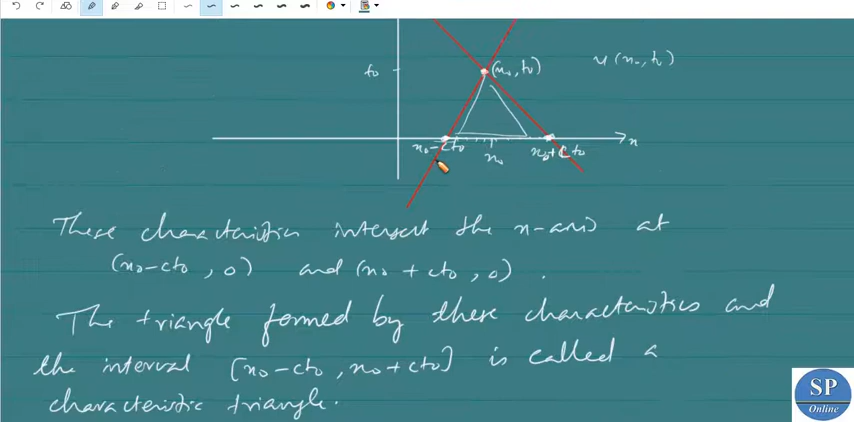 t₀
(x₀, t₀)
u(x₀, t₀)
x₀-ct₀
x₀
x₀+ct₀
x
These characteristics intersect the x-axis at
(x₀-ct₀, 0) and (x₀+ct₀, 0).
The triangle formed by these characteristics and
the interval [x₀-ct₀, x₀+ct₀] is called a
characteristic triangle.
SP
Online